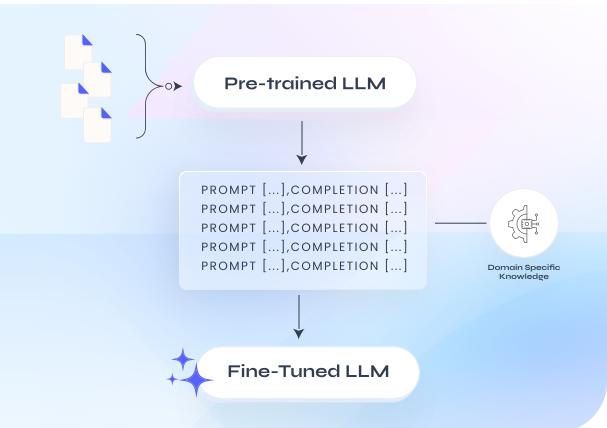 Pre-trained LLM
PROMPT [...],COMPLETION [...]
PROMPT [...],COMPLETION [...]
PROMPT [...],COMPLETION [...]
PROMPT [...],COMPLETION [...]
PROMPT [...],COMPLETION [...]
Domain Specific
Knowledge
Fine-Tuned LLM